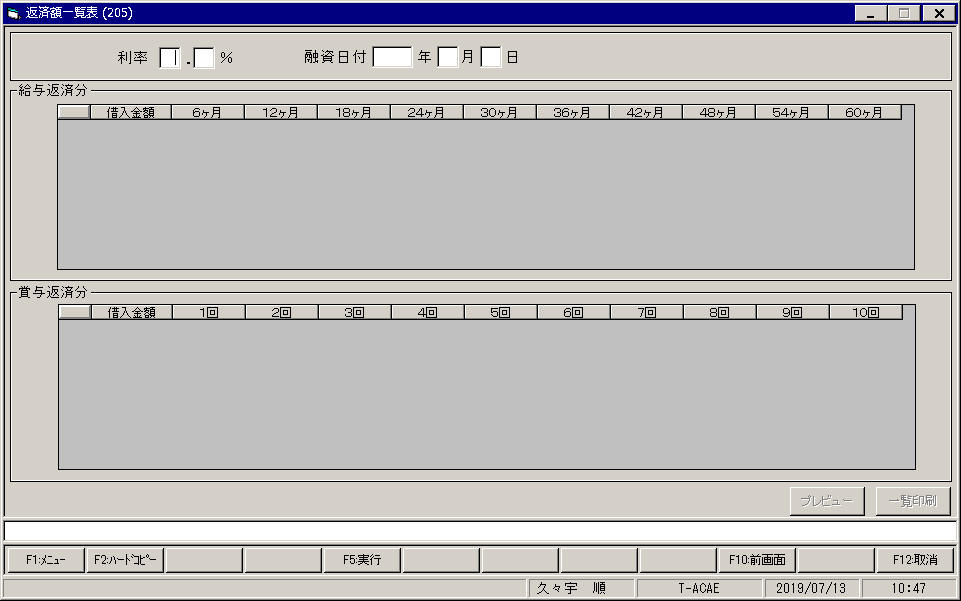 返済額一覧表 (205)
利率 . % 融資日付 年 月 日
給与返済分
借入金額 6ヶ月 12ヶ月 18ヶ月 24ヶ月 30ヶ月 36ヶ月 42ヶ月 48ヶ月 54ヶ月 60ヶ月
賞与返済分
借入金額 1回 2回 3回 4回 5回 6回 7回 8回 9回 10回
プレビュー 一覧印刷
F1:ﾒﾆｭｰ F2:ﾊｰﾄﾞｺﾋﾟｰ F5:実行 F10:前画面 F12:取消
久々宇 順 T-ACAE 2019/07/13 10:47